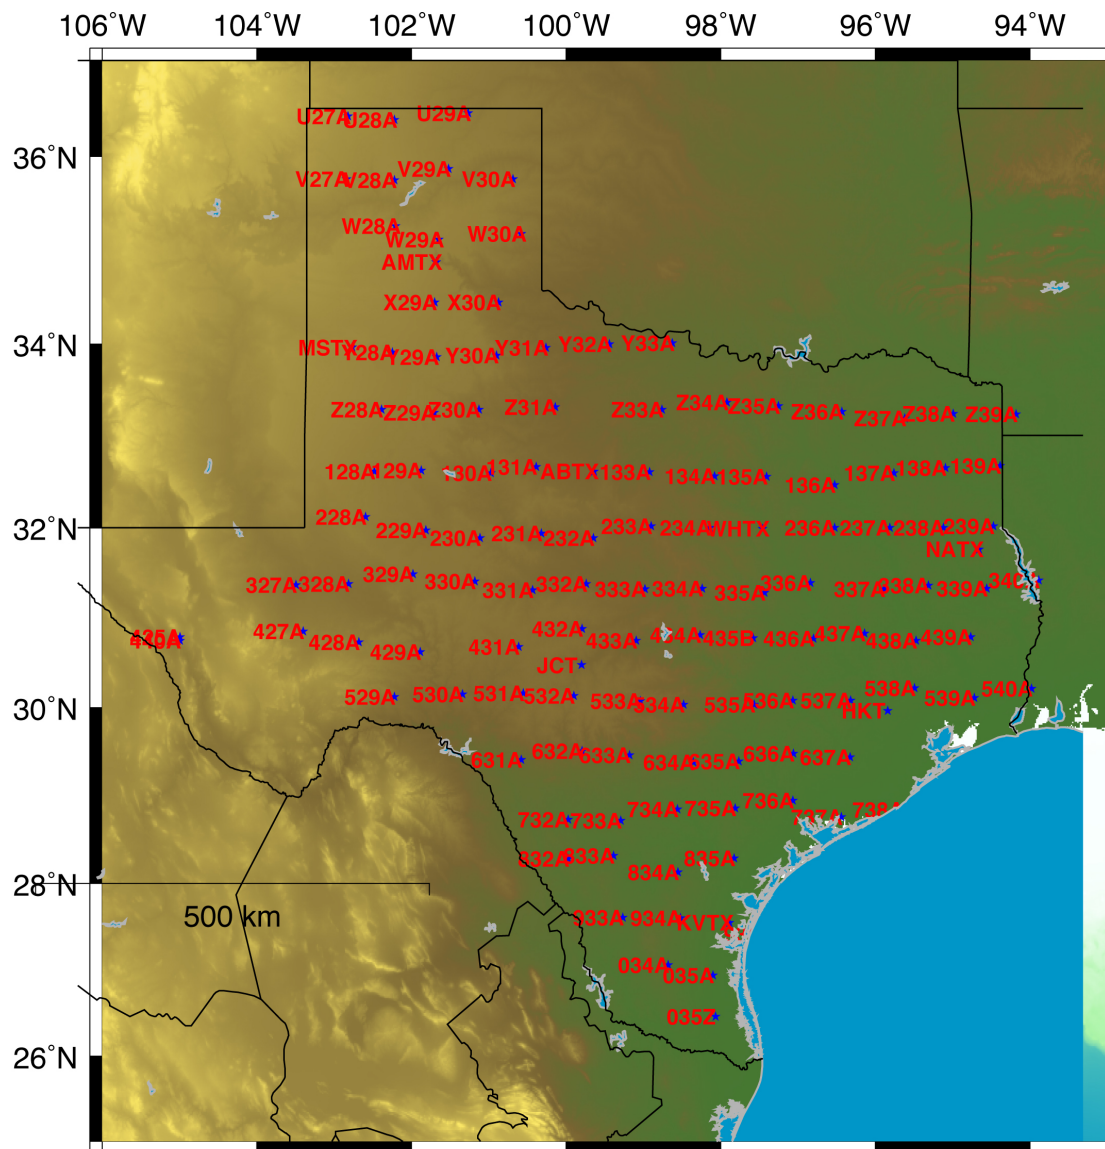 106°W 104°W 102°W 100°W 98°W 96°W 94°W
U27A U28A U29A
36°N
V27A V28A V29A V30A
W28A W29A W30A
AMTX
X29A X30A
34°N
MSTX Y28A Y29A Y30A Y31A Y32A Y33A
Z28A Z29A Z30A Z31A Z33A Z34A Z35A Z36A Z37A Z38A Z39A
128A 129A 130A 131A ABTX 133A 134A 135A 136A 137A 138A 139A
32°N
228A 229A 230A 231A 232A 233A 234A WHTX 236A 237A 238A 239A
NATX
327A 328A 329A 330A 331A 332A 333A 334A 335A 336A 337A 338A 339A
425A 427A 428A 429A 431A 432A 433A 434A 435B 436A 437A 438A 439A
JCT
30°N
529A 530A 531A 532A 533A 534A 535A 536A 537A 538A 539A 540A
HKT
631A 632A 633A 634A 635A 636A 637A
732A 733A 734A 735A 736A 737A
28°N
832A 833A 834A 835A
500 km
933A 934A KVTX
034A 035A
035Z
26°N